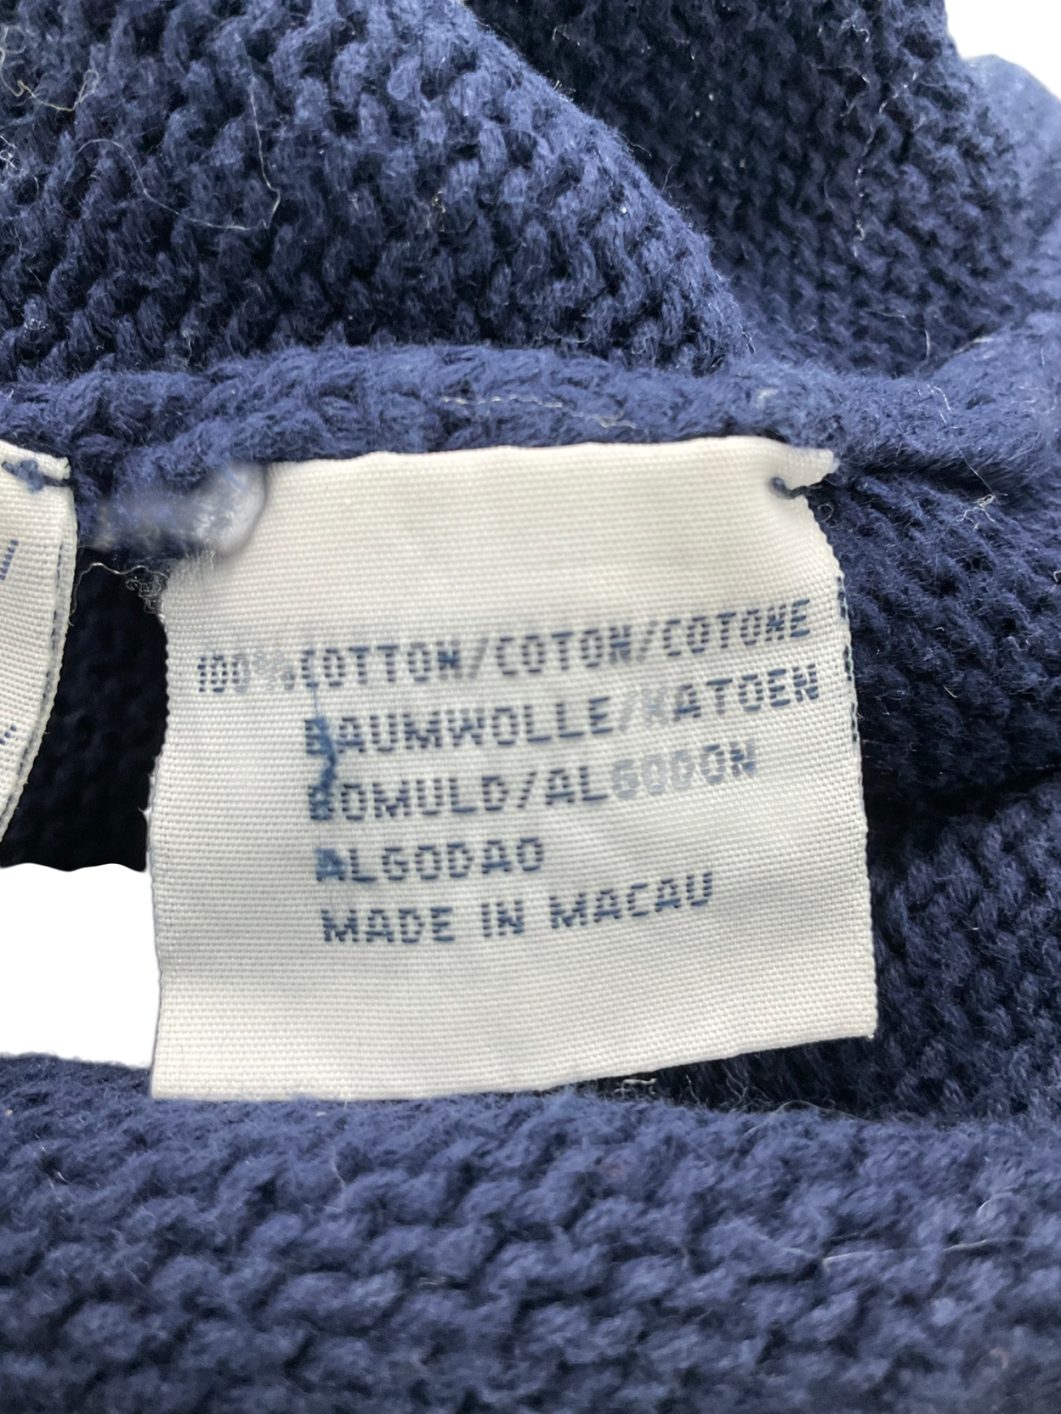 100% COTTON/COTON/COTONE
BAUMWOLLE/KATOEN
BOMULD/ALGODON
ALGODAO
MADE IN MACAU